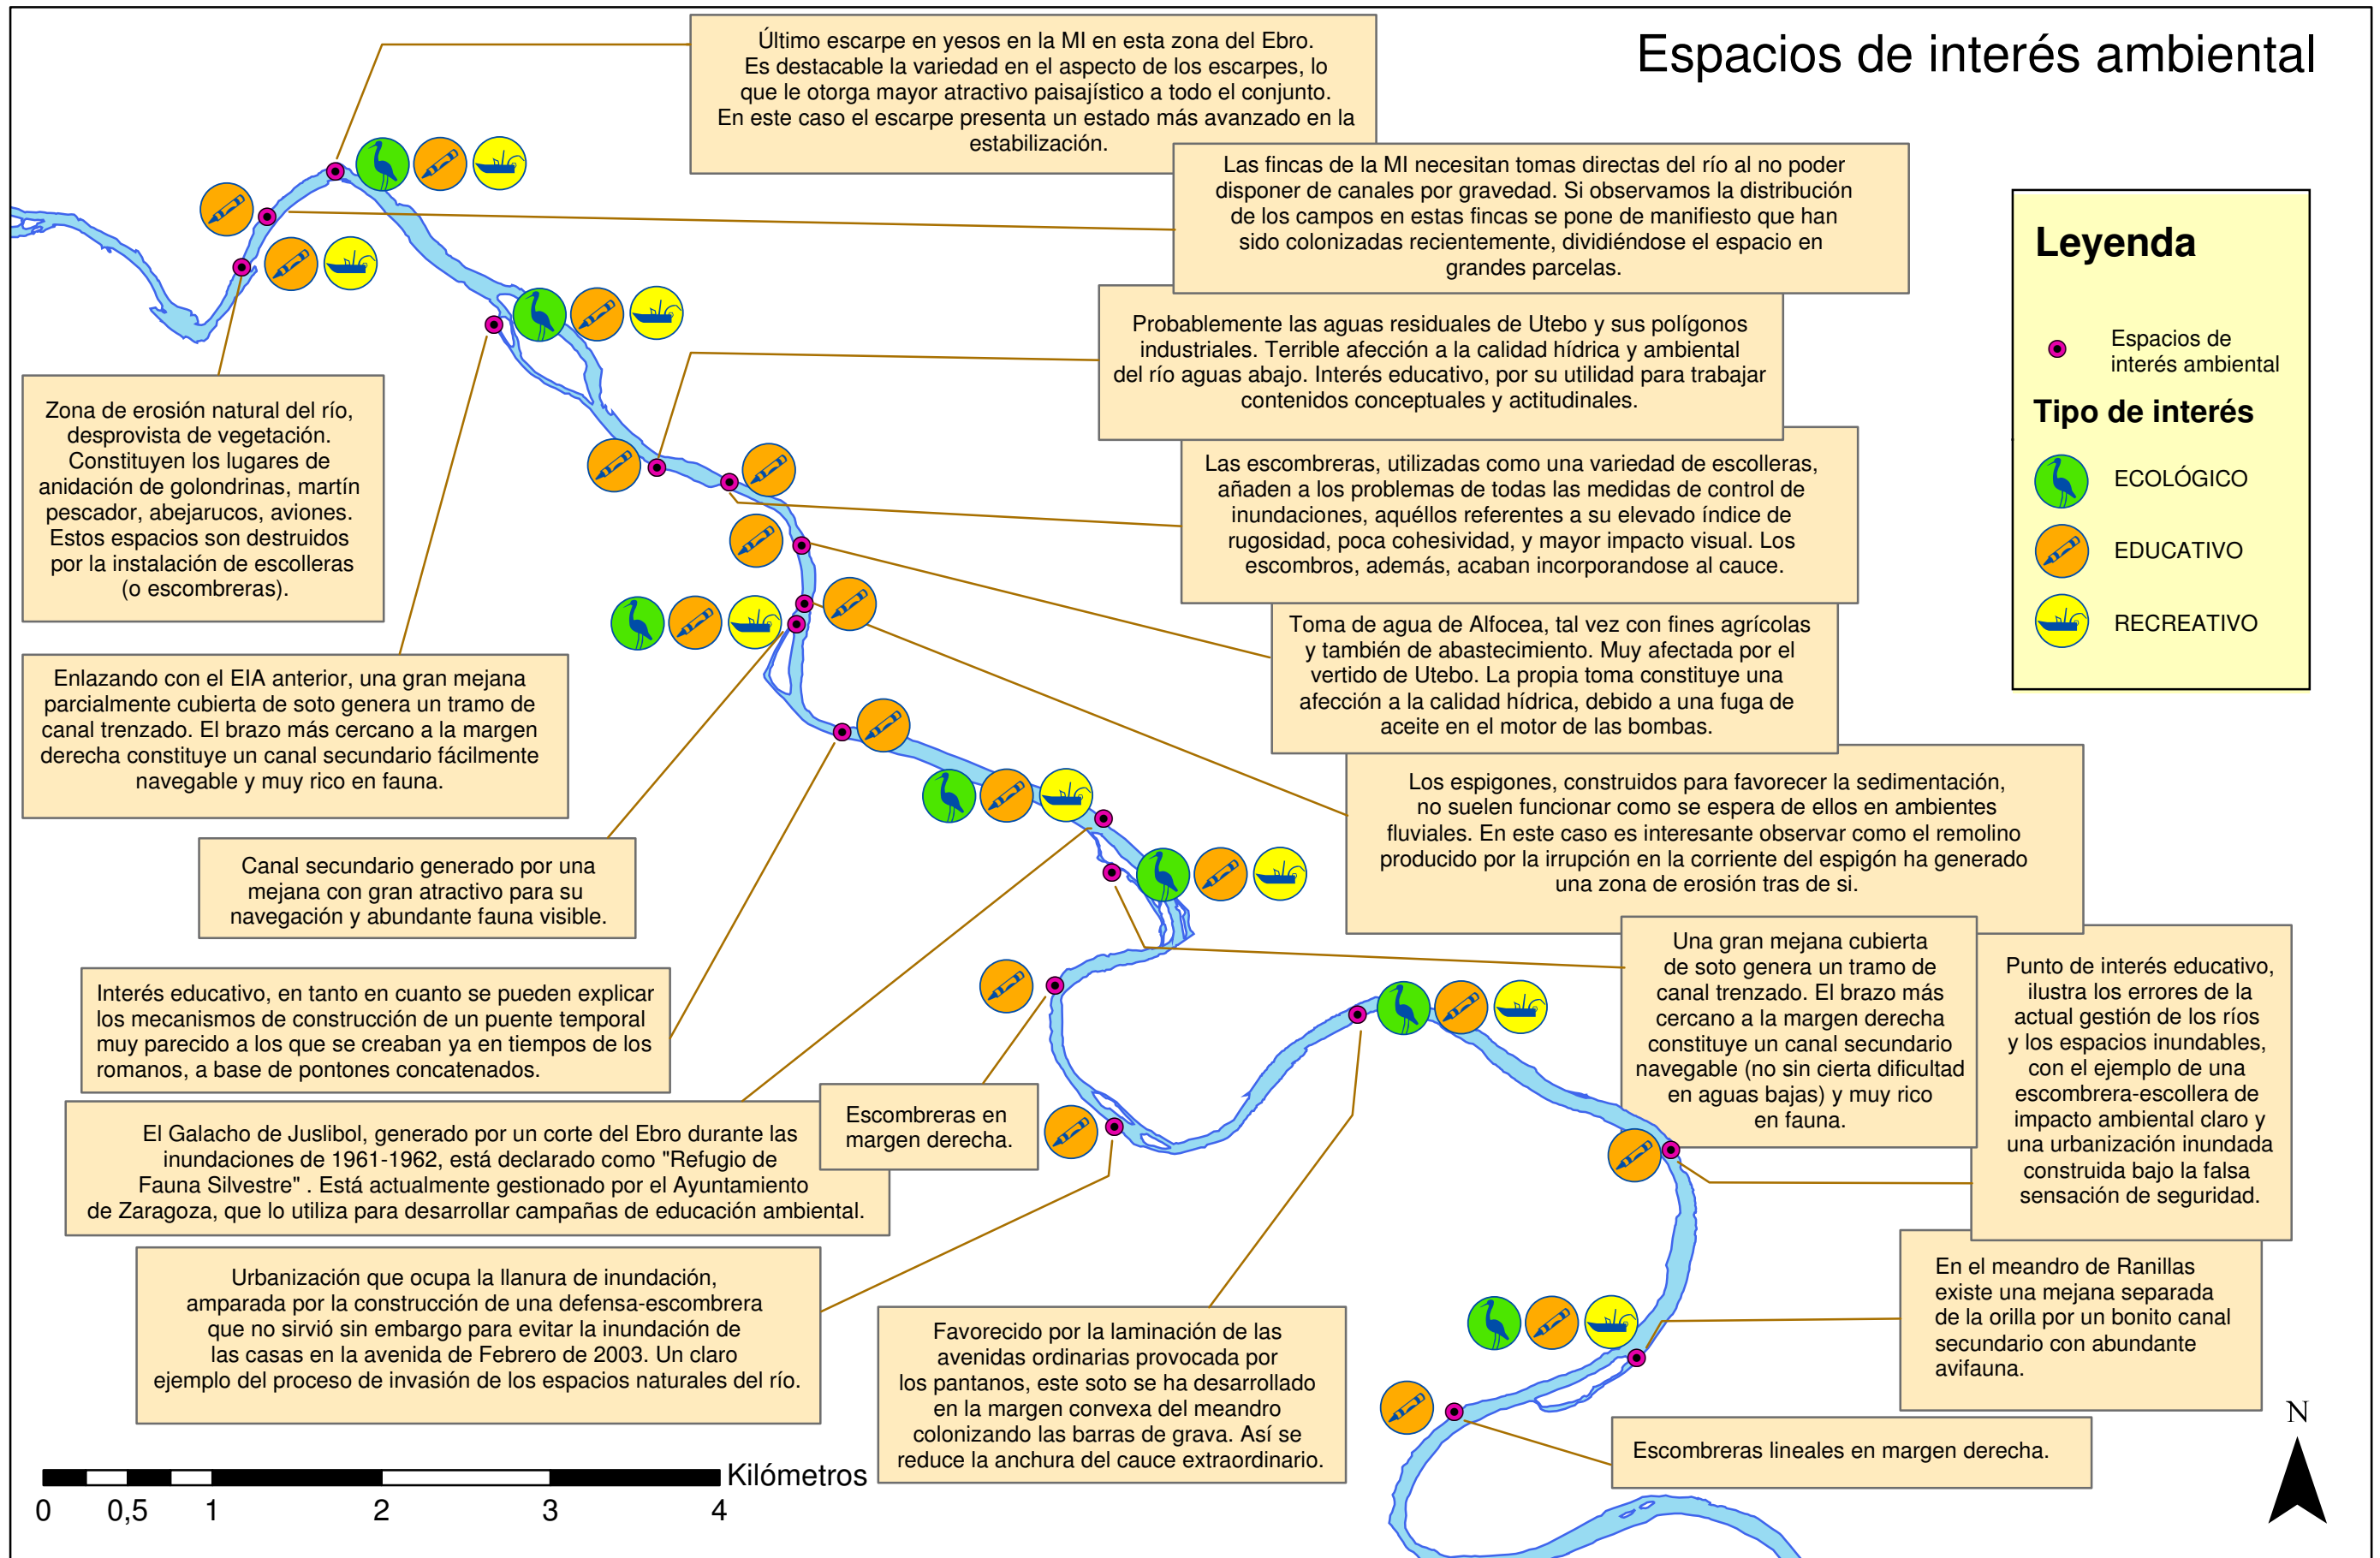 Espacios de interés ambiental
Último escarpe en yesos en la MI en esta zona del Ebro.
Es destacable la variedad en el aspecto de los escarpes, lo
que le otorga mayor atractivo paisajístico a todo el conjunto.
En este caso el escarpe presenta un estado más avanzado en la
estabilización.
Las fincas de la MI necesitan tomas directas del río al no poder
disponer de canales por gravedad. Si observamos la distribución
de los campos en estas fincas se pone de manifiesto que han
sido colonizadas recientemente, dividiéndose el espacio en
grandes parcelas.
Leyenda
Espacios de
interés ambiental
Tipo de interés
ECOLÓGICO
EDUCATIVO
RECREATIVO
Probablemente las aguas residuales de Utebo y sus polígonos
industriales. Terrible afección a la calidad hídrica y ambiental
del río aguas abajo. Interés educativo, por su utilidad para trabajar
contenidos conceptuales y actitudinales.
Zona de erosión natural del río,
desprovista de vegetación.
Constituyen los lugares de
anidación de golondrinas, martín
pescador, abejarucos, aviones.
Estos espacios son destruidos
por la instalación de escolleras
(o escombreras).
Las escombreras, utilizadas como una variedad de escolleras,
añaden a los problemas de todas las medidas de control de
inundaciones, aquéllos referentes a su elevado índice de
rugosidad, poca cohesividad, y mayor impacto visual. Los
escombros, además, acaban incorporandose al cauce.
Toma de agua de Alfocea, tal vez con fines agrícolas
y también de abastecimiento. Muy afectada por el
vertido de Utebo. La propia toma constituye una
afección a la calidad hídrica, debido a una fuga de
aceite en el motor de las bombas.
Enlazando con el EIA anterior, una gran mejana
parcialmente cubierta de soto genera un tramo de
canal trenzado. El brazo más cercano a la margen
derecha constituye un canal secundario fácilmente
navegable y muy rico en fauna.
Los espigones, construidos para favorecer la sedimentación,
no suelen funcionar como se espera de ellos en ambientes
fluviales. En este caso es interesante observar como el remolino
producido por la irrupción en la corriente del espigón ha generado
una zona de erosión tras de si.
Canal secundario generado por una
mejana con gran atractivo para su
navegación y abundante fauna visible.
Una gran mejana cubierta
de soto genera un tramo de
canal trenzado. El brazo más
cercano a la margen derecha
constituye un canal secundario
navegable (no sin cierta dificultad
en aguas bajas) y muy rico
en fauna.
Punto de interés educativo,
ilustra los errores de la
actual gestión de los ríos
y los espacios inundables,
con el ejemplo de una
escombrera-escollera de
impacto ambiental claro y
una urbanización inundada
construida bajo la falsa
sensación de seguridad.
Interés educativo, en tanto en cuanto se pueden explicar
los mecanismos de construcción de un puente temporal
muy parecido a los que se creaban ya en tiempos de los
romanos, a base de pontones concatenados.
Escombreras en
margen derecha.
El Galacho de Juslibol, generado por un corte del Ebro durante las
inundaciones de 1961-1962, está declarado como "Refugio de
Fauna Silvestre" . Está actualmente gestionado por el Ayuntamiento
de Zaragoza, que lo utiliza para desarrollar campañas de educación ambiental.
Urbanización que ocupa la llanura de inundación,
amparada por la construcción de una defensa-escombrera
que no sirvió sin embargo para evitar la inundación de
las casas en la avenida de Febrero de 2003. Un claro
ejemplo del proceso de invasión de los espacios naturales del río.
En el meandro de Ranillas
existe una mejana separada
de la orilla por un bonito canal
secundario con abundante
avifauna.
Favorecido por la laminación de las
avenidas ordinarias provocada por
los pantanos, este soto se ha desarrollado
en la margen convexa del meandro
colonizando las barras de grava. Así se
reduce la anchura del cauce extraordinario.
Escombreras lineales en margen derecha.
N
Kilómetros
0 0,5 1 2 3 4